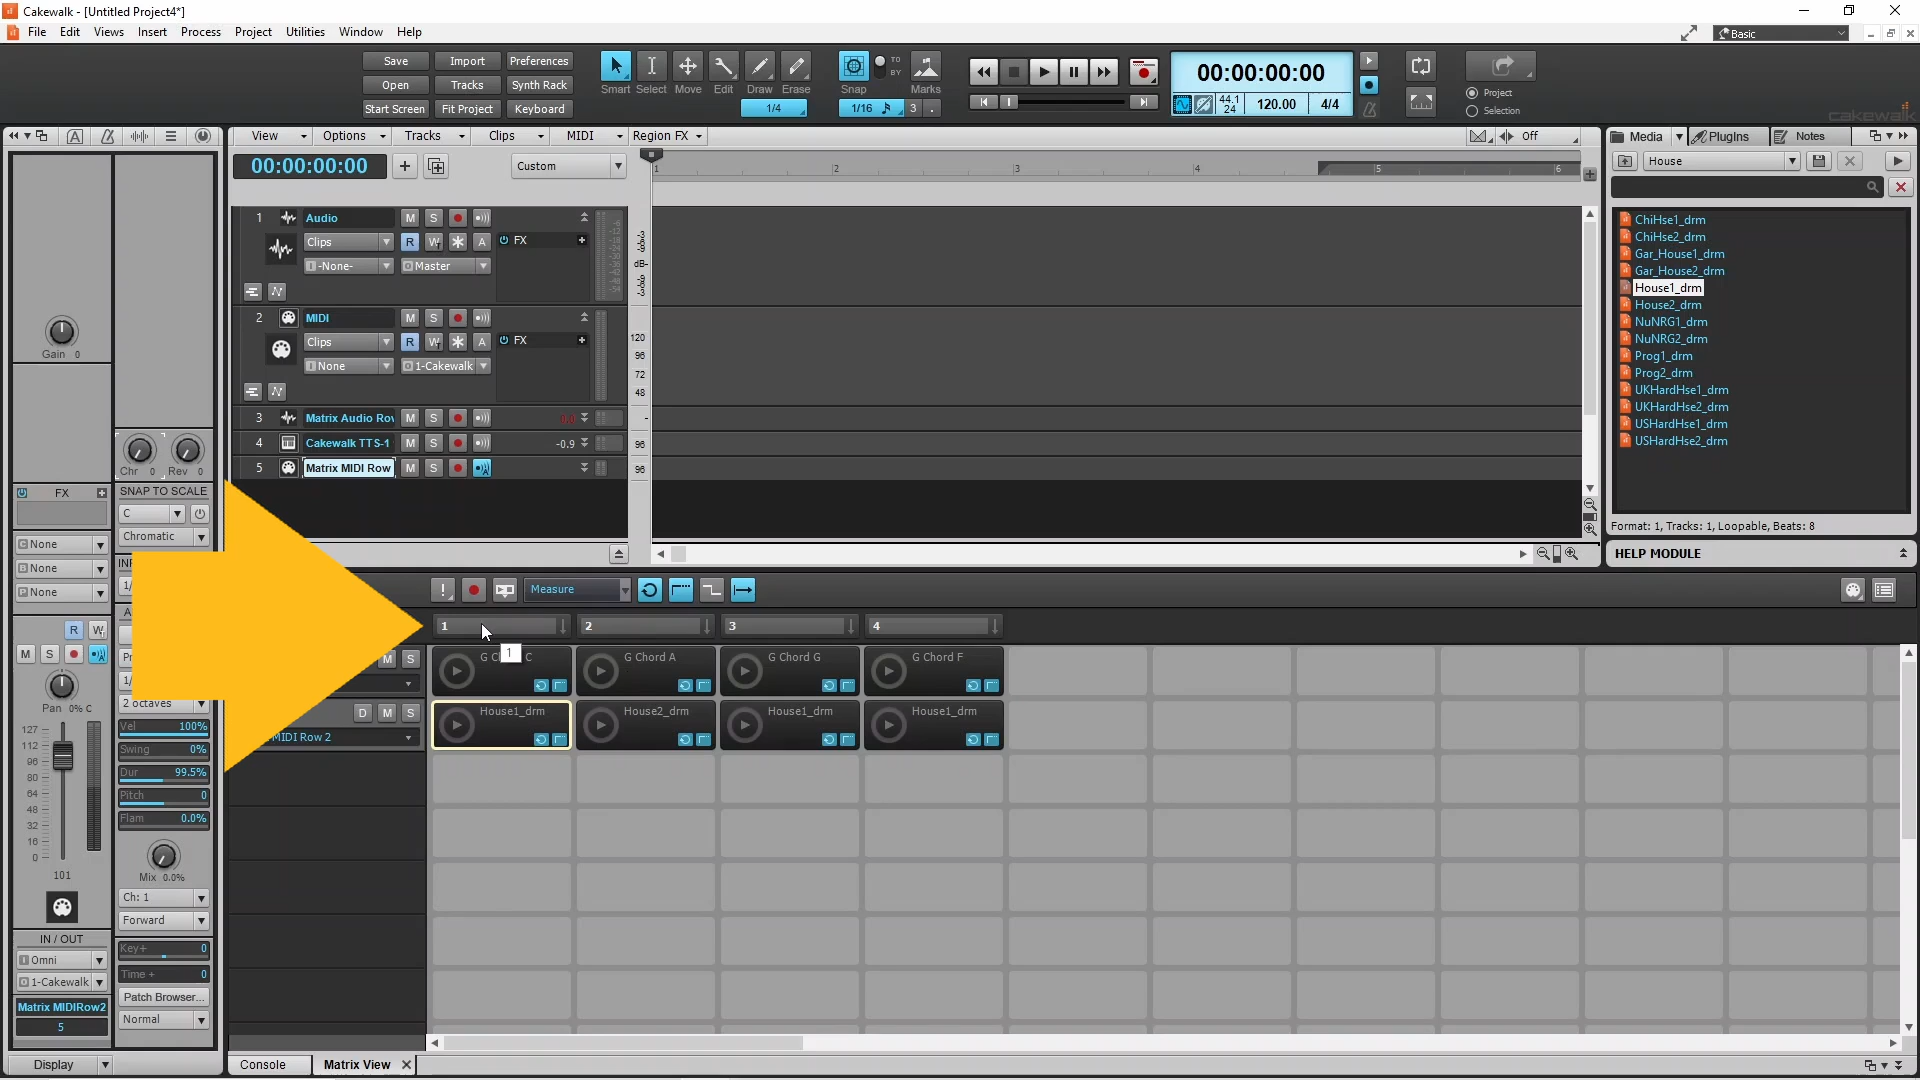 Cakewalk - [Untitled Project4*]
File Edit Views Insert Process Project Utilities Window Help
Basic
Save Import Preferences
Open Tracks Synth Rack
Start Screen Fit Project Keyboard
Smart Select Move Edit Draw Erase
1/4
Snap
TO
BY
Marks
1/16 3 .
00:00:00:00
44.1
24
120.00 4/4
Project
Selection
cakewalk
View Options Tracks Clips MIDI Region FX
Off
00:00:00:00
Custom
1 2 3 4 5 6
1 Audio M S
Clips R W A
FX
-None- Master
-3
-6
-9
dB-
-9
-6
-3
2 MIDI M S
Clips R W A
FX
None 1-Cakewalk
120
96
72
48
3 Matrix Audio Rov M S
4 Cakewalk TTS-1 M S -0.9 96
5 Matrix MIDI Row M S 96
Media PlugIns Notes
House
ChiHse1_drm
ChiHse2_drm
Gar_House1_drm
Gar_House2_drm
House1_drm
House2_drm
NuNRG1_drm
NuNRG2_drm
Prog1_drm
Prog2_drm
UKHardHse1_drm
UKHardHse2_drm
USHardHse1_drm
USHardHse2_drm
Format: 1, Tracks: 1, Loopable, Beats: 8
HELP MODULE
Gain 0
Chr 0 Rev 0
FX
SNAP TO SCALE
C
Chromatic
None
None
None
R W
M S
Pan 0% C
127
112
96
80
64
48
32
16
0
101
2 octaves
Vel 100%
Swing 0%
Dur 99.5%
Pitch 0
Flam 0.0%
Mix 0.0%
Ch: 1
Forward
Key+ 0
Time + 0
Patch Browser...
Normal
IN / OUT
Omni
1-Cakewalk
Matrix MIDIRow2
5
Display
Measure
1 2 3 4
1
M S
G C C
G Chord A
G Chord G
G Chord F
D M S
MIDI Row 2
House1_drm
House2_drm
House1_drm
House1_drm
Console Matrix View